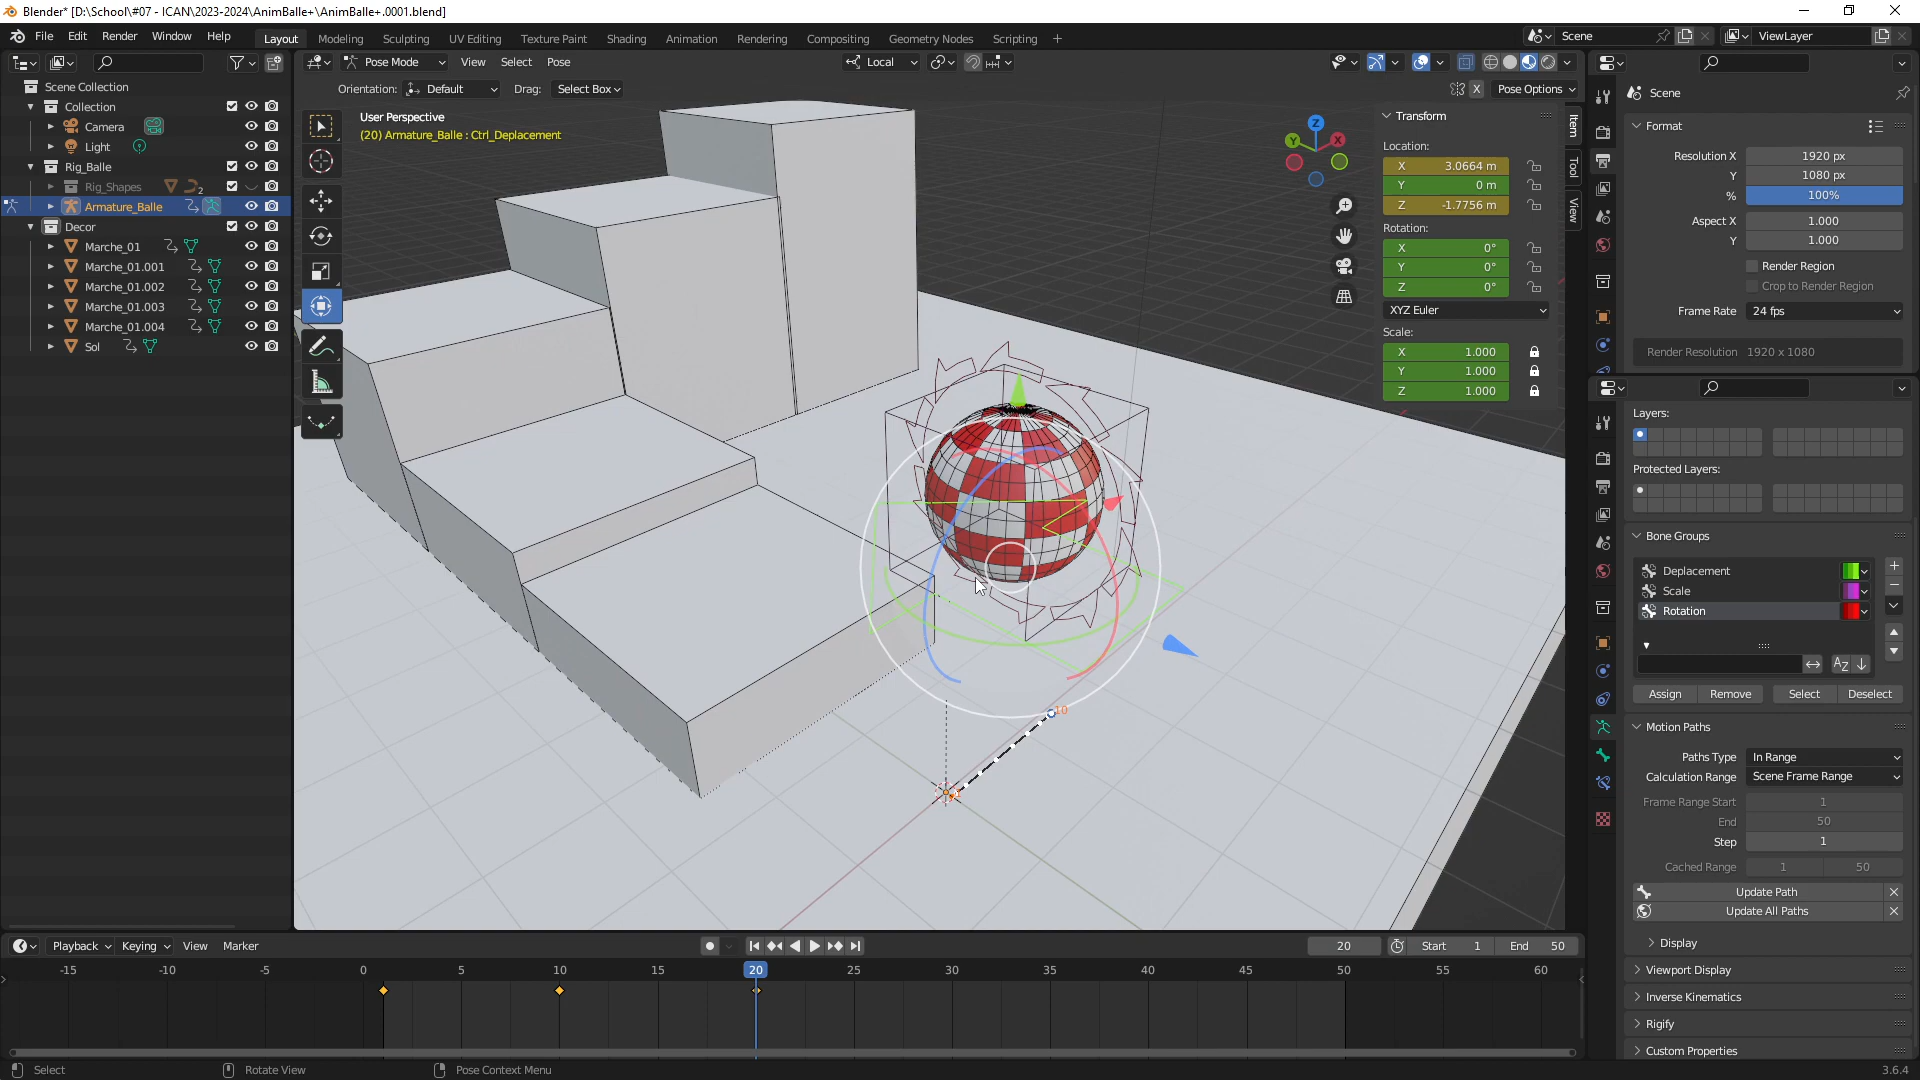 Blender* [D:\School\#07 - ICAN\2023-2024\AnimBalle+\AnimBalle+.0001.blend]
File Edit Render Window Help
Layout Modeling Sculpting UV Editing Texture Paint Shading Animation Rendering Compositing Geometry Nodes Scripting +
Scene ViewLayer
Pose Mode View Select Pose Local
Orientation: Default Drag: Select Box X Pose Options
User Perspective
(20) Armature_Balle : Ctrl_Deplacement
Scene Collection
Collection
Camera
Light
Rig_Balle
Rig_Shapes 2
Armature_Balle
Decor
Marche_01
Marche_01.001
Marche_01.002
Marche_01.003
Marche_01.004
Sol
Z
Y X
Transform
Location:
X 3.0664 m
Y 0 m
Z -1.7756 m
Rotation:
X 0°
Y 0°
Z 0°
XYZ Euler
Scale:
X 1.000
Y 1.000
Z 1.000
Item
Tool
View
10
Scene
Format
Resolution X 1920 px
Y 1080 px
% 100%
Aspect X 1.000
Y 1.000
Render Region
Crop to Render Region
Frame Rate 24 fps
Render Resolution 1920 x 1080
Layers:
Protected Layers:
Bone Groups
Deplacement
Scale
Rotation
Assign Remove Select Deselect
Motion Paths
Paths Type In Range
Calculation Range Scene Frame Range
Frame Range Start 1
End 50
Step 1
Cached Range 1 50
Update Path
Update All Paths
Display
Viewport Display
Inverse Kinematics
Rigify
Custom Properties
Playback Keying View Marker 20 Start 1 End 50
-15 -10 -5 0 5 10 15 20 25 30 35 40 45 50 55 60
Select Rotate View Pose Context Menu 3.6.4